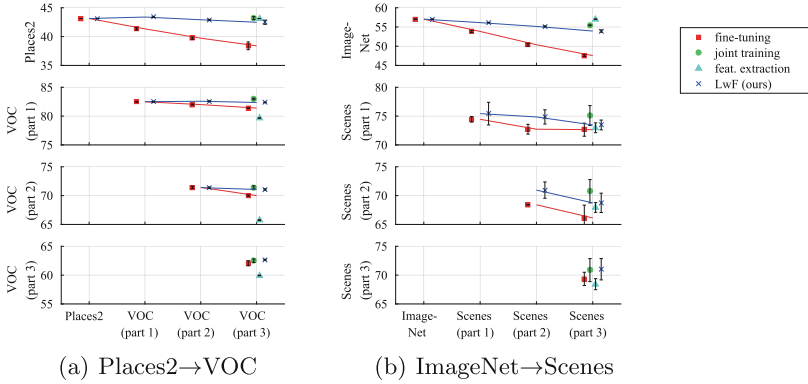 Places2
45
40
35
VOC
(part 1)
85
80
75
VOC
(part 2)
75
70
65
VOC
(part 3)
65
60
55
Places2
VOC
(part 1)
VOC
(part 2)
VOC
(part 3)
(a) Places2→VOC
Image-
Net
60
55
50
45
Scenes
(part 1)
80
75
70
Scenes
(part 2)
75
70
65
Scenes
(part 3)
75
70
65
Image-
Net
Scenes
(part 1)
Scenes
(part 2)
Scenes
(part 3)
(b) ImageNet→Scenes
fine-tuning
joint training
feat. extraction
LwF (ours)